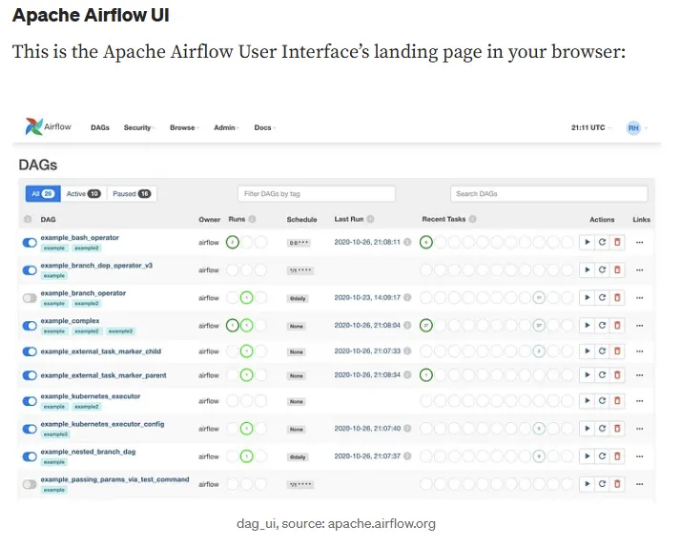 Apache Airflow UI
This is the Apache Airflow User Interface's landing page in your browser:
Airflow DAGs Security Browse Admin Docs 21:11 UTC RH
DAGs
All 26 Active 10 Paused 16 Filter DAGs by tag Search DAGs
DAG Owner Runs Schedule Last Run Recent Tasks Actions Links
example_bash_operator airflow 2 0 0 * * * 2020-10-26, 21:08:11 6
example example2
example_branch_dop_operator_v3 airflow */1 * * * *
example
example_branch_operator airflow 1 @daily 2020-10-23, 14:09:17 11
example example2
example_complex airflow 1 1 None 2020-10-26, 21:08:04 37 37
example example2 example3
example_external_task_marker_child airflow 1 None 2020-10-26, 21:07:33 2
example_external_task_marker_parent airflow 1 None 2020-10-26, 21:08:34 1
example_kubernetes_executor airflow None
example example2
example_kubernetes_executor_config airflow 1 None 2020-10-26, 21:07:40
example3
example_nested_branch_dag airflow 1 @daily 2020-10-26, 21:07:37
example
example_passing_params_via_test_command airflow */1 * * * *
example
dag_ui, source: apache.airflow.org